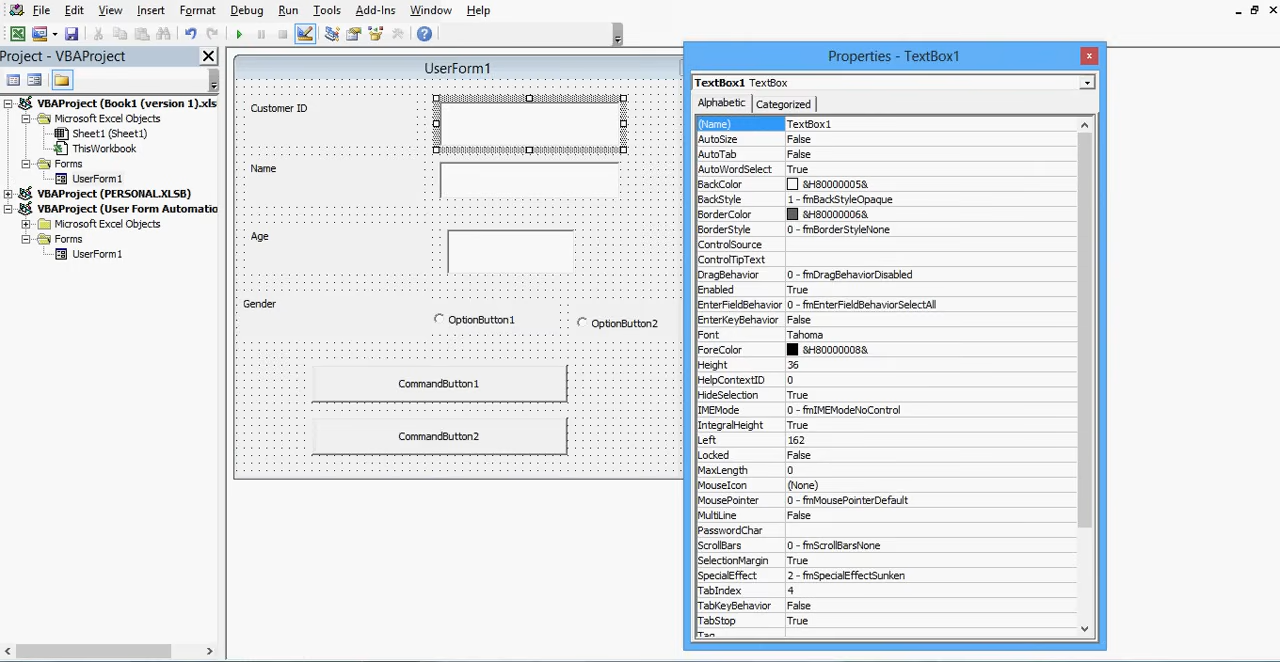 File Edit View Insert Format Debug Run Tools Add-Ins Window Help
Project - VBAProject
VBAProject (Book1 (version 1).xls
Microsoft Excel Objects
Sheet1 (Sheet1)
ThisWorkbook
Forms
UserForm1
VBAProject (PERSONAL.XLSB)
VBAProject (User Form Automatio
Microsoft Excel Objects
Forms
UserForm1
UserForm1
Customer ID
Name
Age
Gender
OptionButton1
OptionButton2
CommandButton1
CommandButton2
Properties - TextBox1
TextBox1 TextBox
Alphabetic Categorized
(Name) TextBox1
AutoSize False
AutoTab False
AutoWordSelect True
BackColor &H80000005&
BackStyle 1 - fmBackStyleOpaque
BorderColor &H80000006&
BorderStyle 0 - fmBorderStyleNone
ControlSource
ControlTipText
DragBehavior 0 - fmDragBehaviorDisabled
Enabled True
EnterFieldBehavior 0 - fmEnterFieldBehaviorSelectAll
EnterKeyBehavior False
Font Tahoma
ForeColor &H80000008&
Height 36
HelpContextID 0
HideSelection True
IMEMode 0 - fmIMEModeNoControl
IntegralHeight True
Left 162
Locked False
MaxLength 0
MouseIcon (None)
MousePointer 0 - fmMousePointerDefault
MultiLine False
PasswordChar
ScrollBars 0 - fmScrollBarsNone
SelectionMargin True
SpecialEffect 2 - fmSpecialEffectSunken
TabIndex 4
TabKeyBehavior False
TabStop True
Tag